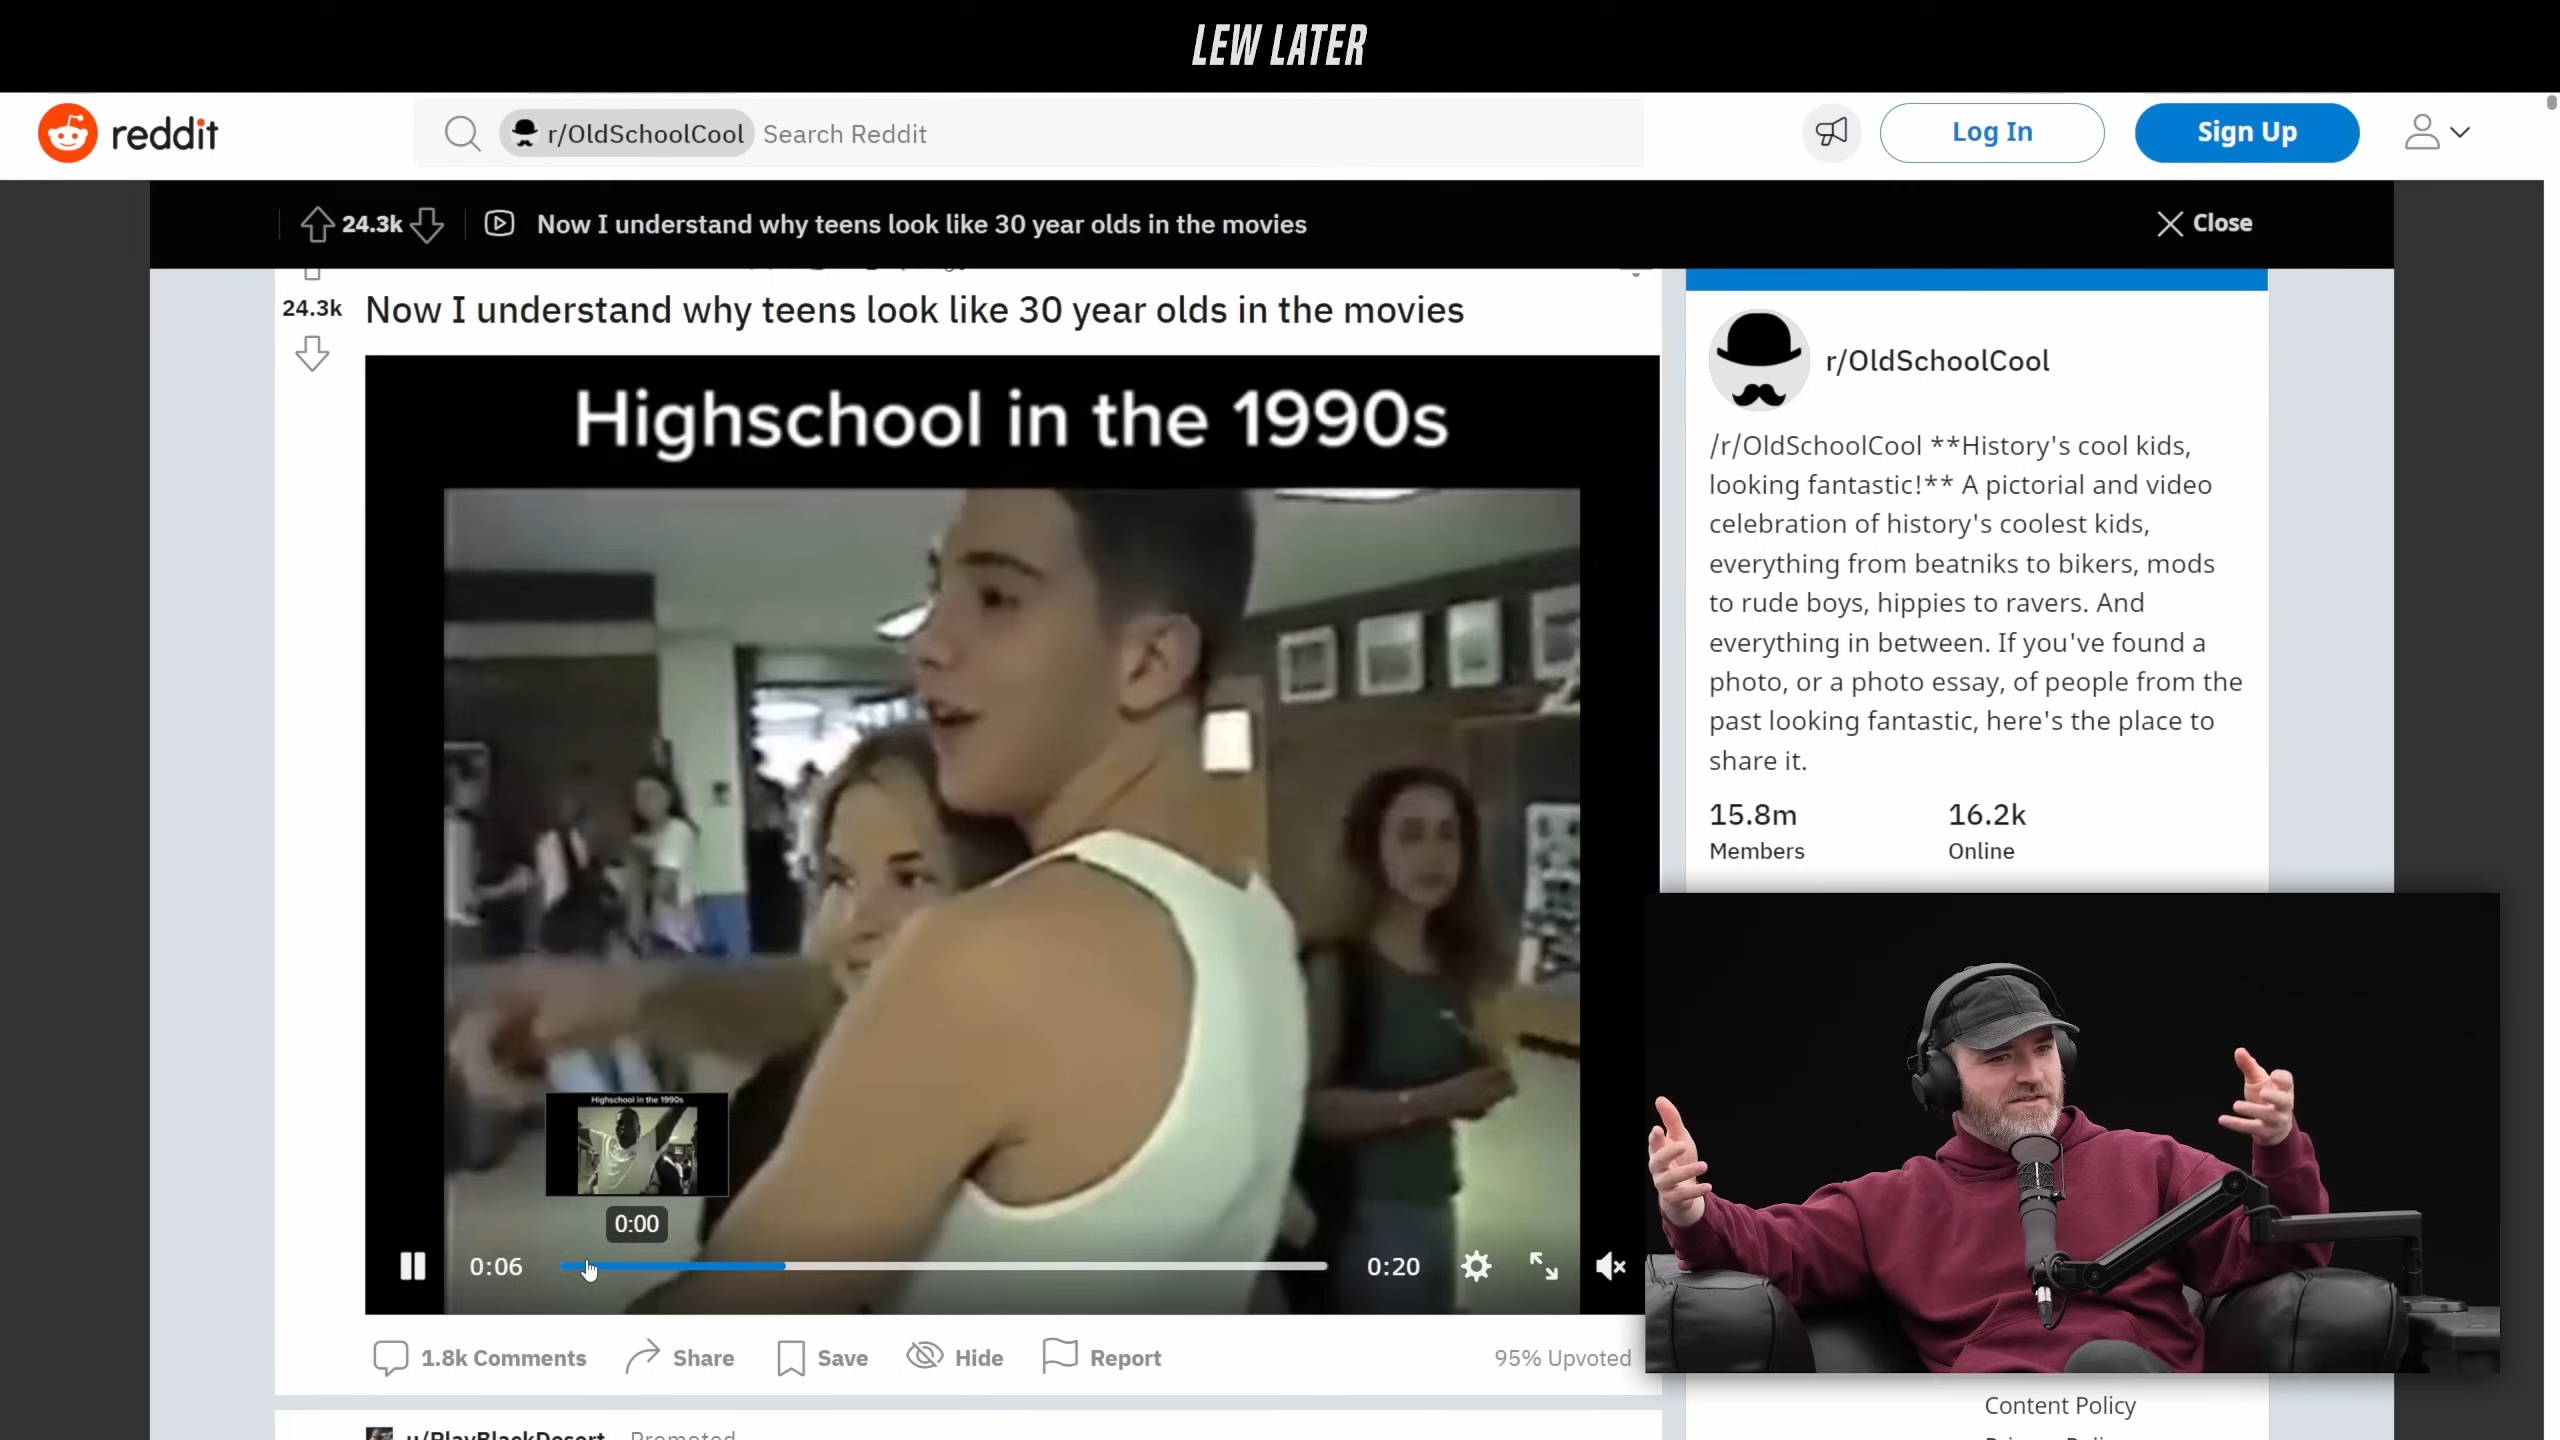 LEW LATER
reddit
r/OldSchoolCool Search Reddit
Log In
Sign Up
24.3k
Now I understand why teens look like 30 year olds in the movies
Close
24.3k
Now I understand why teens look like 30 year olds in the movies
Highschool in the 1990s
Highschool in the 1990s
0:00
0:06
0:20
1.8k Comments
Share
Save
Hide
Report
95% Upvoted
Promoted
r/OldSchoolCool
/r/OldSchoolCool **History's cool kids,
looking fantastic!** A pictorial and video
celebration of history's coolest kids,
everything from beatniks to bikers, mods
to rude boys, hippies to ravers. And
everything in between. If you've found a
photo, or a photo essay, of people from the
past looking fantastic, here's the place to
share it.
15.8m
Members
16.2k
Online
Content Policy